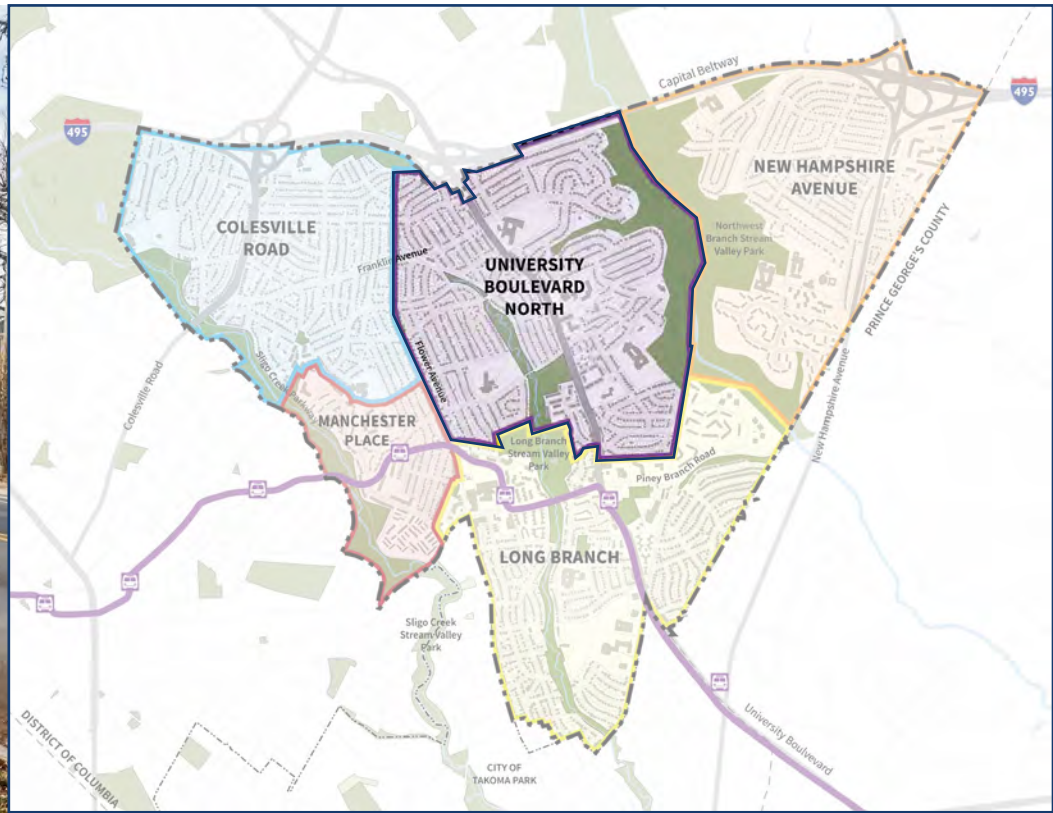 Capital Beltway
495
495
NEW HAMPSHIRE
AVENUE
COLESVILLE
ROAD
Franklin Avenue
Northwest
Branch Stream
Valley Park
UNIVERSITY
BOULEVARD
NORTH
PRINCE GEORGE'S COUNTY
Flower Avenue
Sligo Creek Parkway
Colesville Road
New Hampshire Avenue
MANCHESTER
PLACE
Long Branch
Stream Valley
Park
Piney Branch Road
LONG BRANCH
Sligo Creek
Stream Valley
Park
University Boulvevard
DISTRICT OF COLUMBIA
CITY OF
TAKOMA PARK